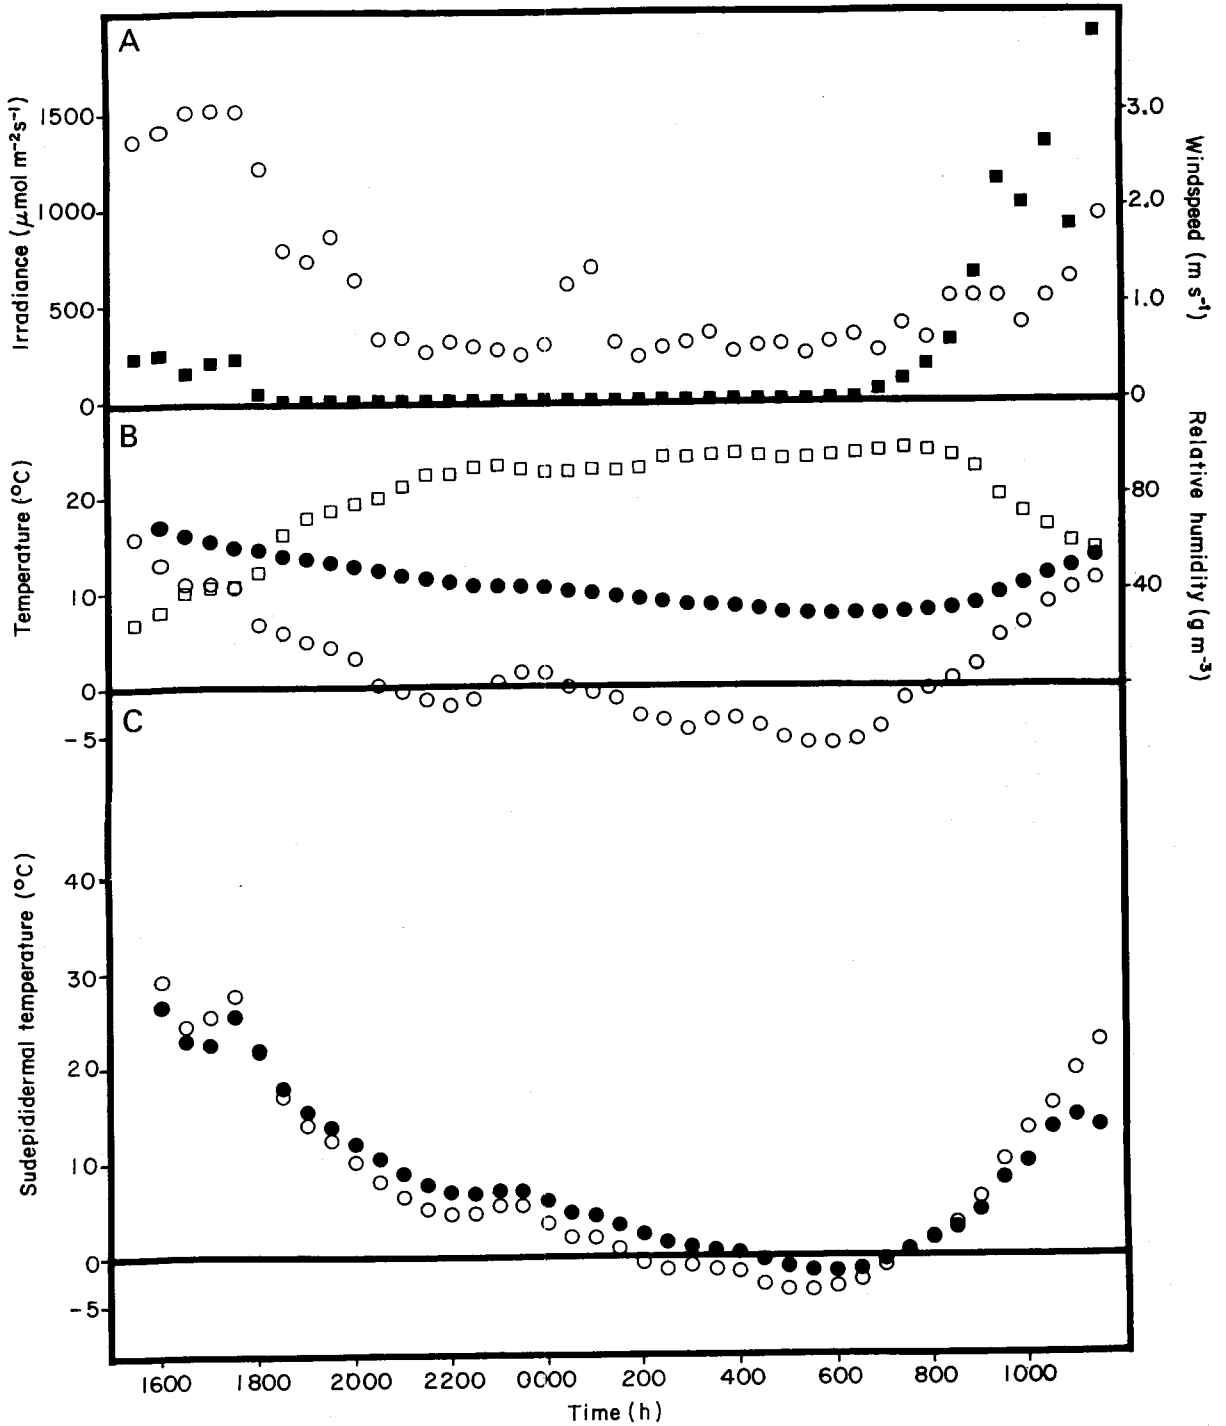 A
Irradiance (μmol m⁻²s⁻¹)
1500
1000
500
0
3.0
2.0
1.0
0
Windspeed (m s⁻¹)
B
Temperature (°C)
20
10
0
-5
80
40
Relative humidity (g m⁻³)
C
Sudepididermal temperature (°C)
40
30
20
10
0
-5
1600 1800 2000 2200 0000 200 400 600 800 1000
Time (h)